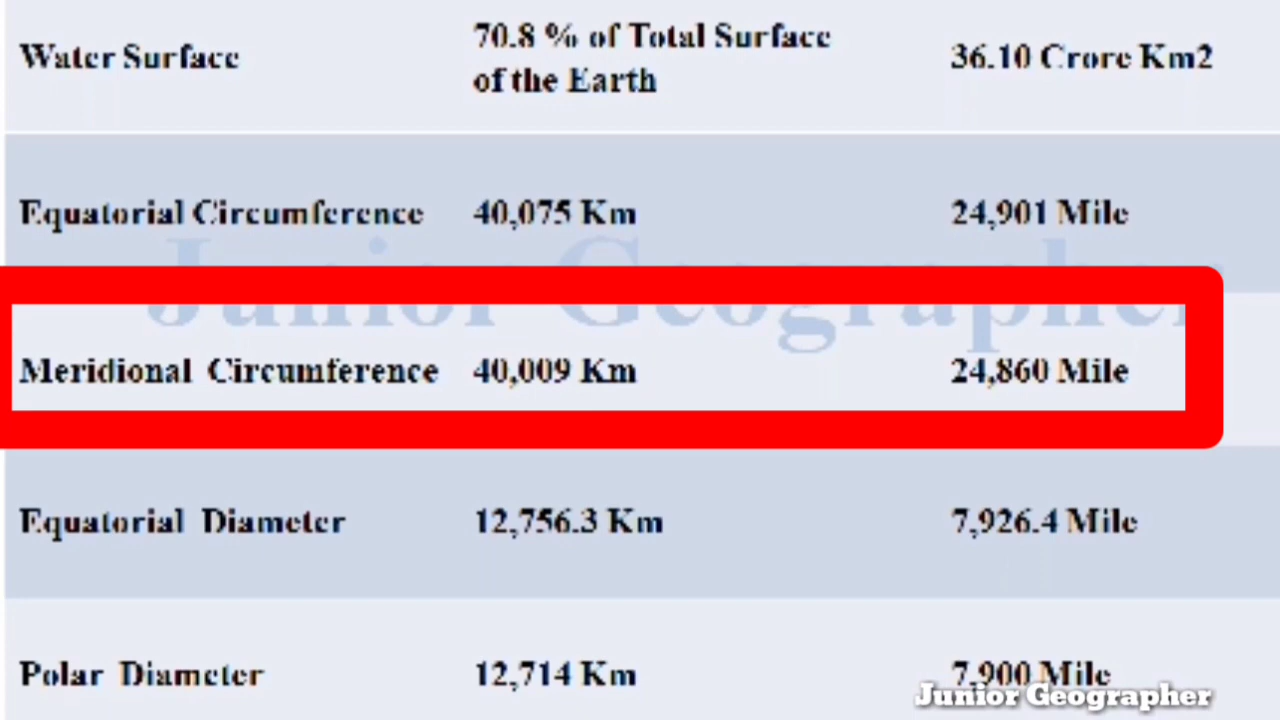 Water Surface
70.8 % of Total Surface
of the Earth
36.10 Crore Km2
Equatorial Circumference
40,075 Km
24,901 Mile
Junior Geographer
Meridional Circumference
40,009 Km
24,860 Mile
Equatorial Diameter
12,756.3 Km
7,926.4 Mile
Polar Diameter
12,714 Km
7,900 Mile
Junior Geographer